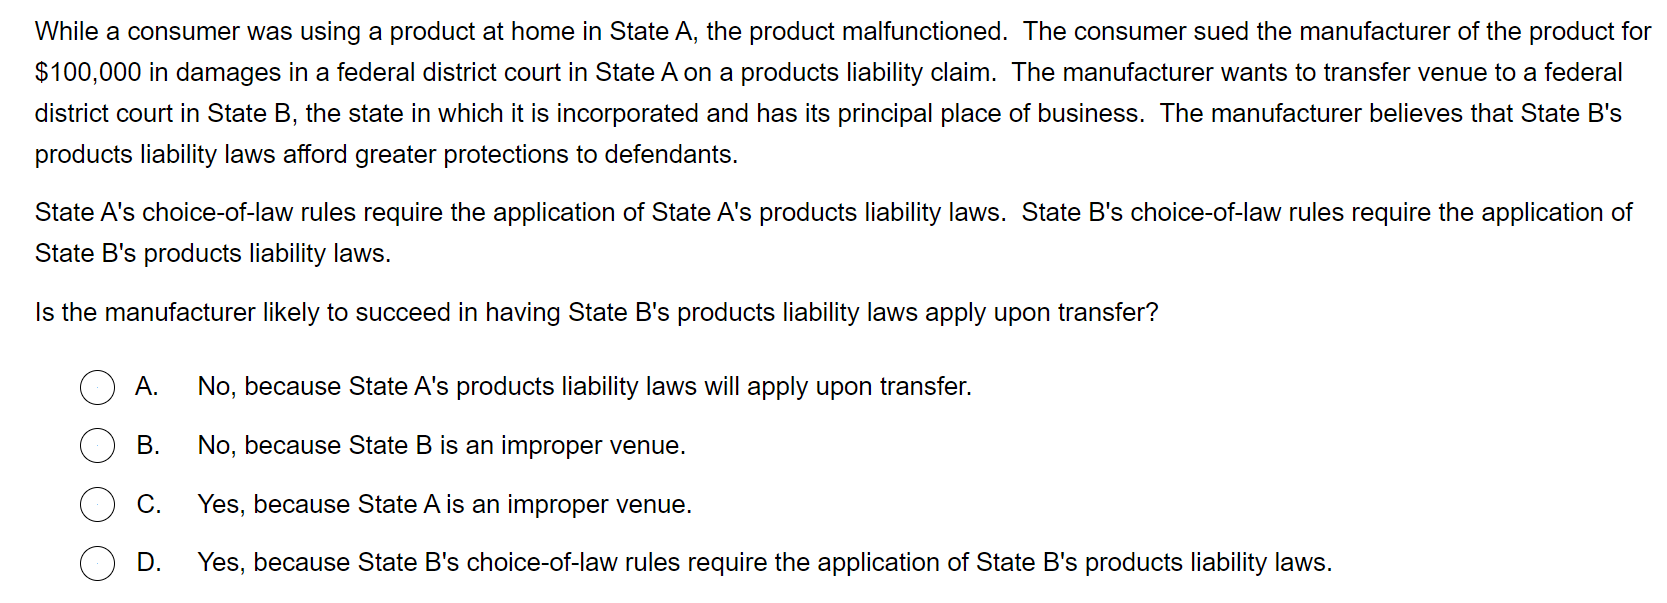 While a consumer was using a product at home in State A, the product malfunctioned.  The consumer sued the manufacturer of the product for
$100,000 in damages in a federal district court in State A on a products liability claim.  The manufacturer wants to transfer venue to a federal
district court in State B, the state in which it is incorporated and has its principal place of business.  The manufacturer believes that State B's
products liability laws afford greater protections to defendants.
State A's choice-of-law rules require the application of State A's products liability laws.  State B's choice-of-law rules require the application of
State B's products liability laws.
Is the manufacturer likely to succeed in having State B's products liability laws apply upon transfer?
A. No, because State A's products liability laws will apply upon transfer.
B. No, because State B is an improper venue.
C. Yes, because State A is an improper venue.
D. Yes, because State B's choice-of-law rules require the application of State B's products liability laws.